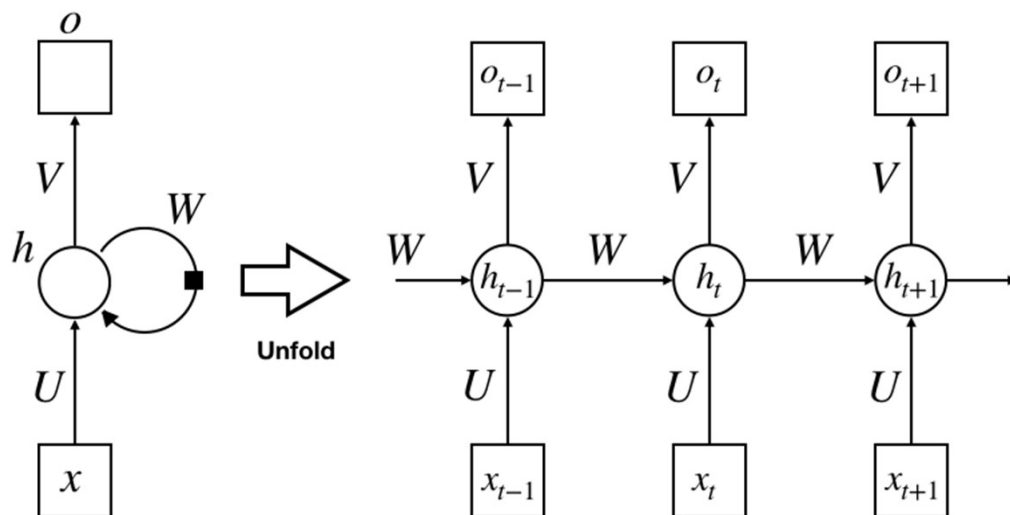 o
V
W
h
Unfold
U
x
o_{t-1} o_t o_{t+1}
V V V
W W W
h_{t-1} h_t h_{t+1}
U U U
x_{t-1} x_t x_{t+1}